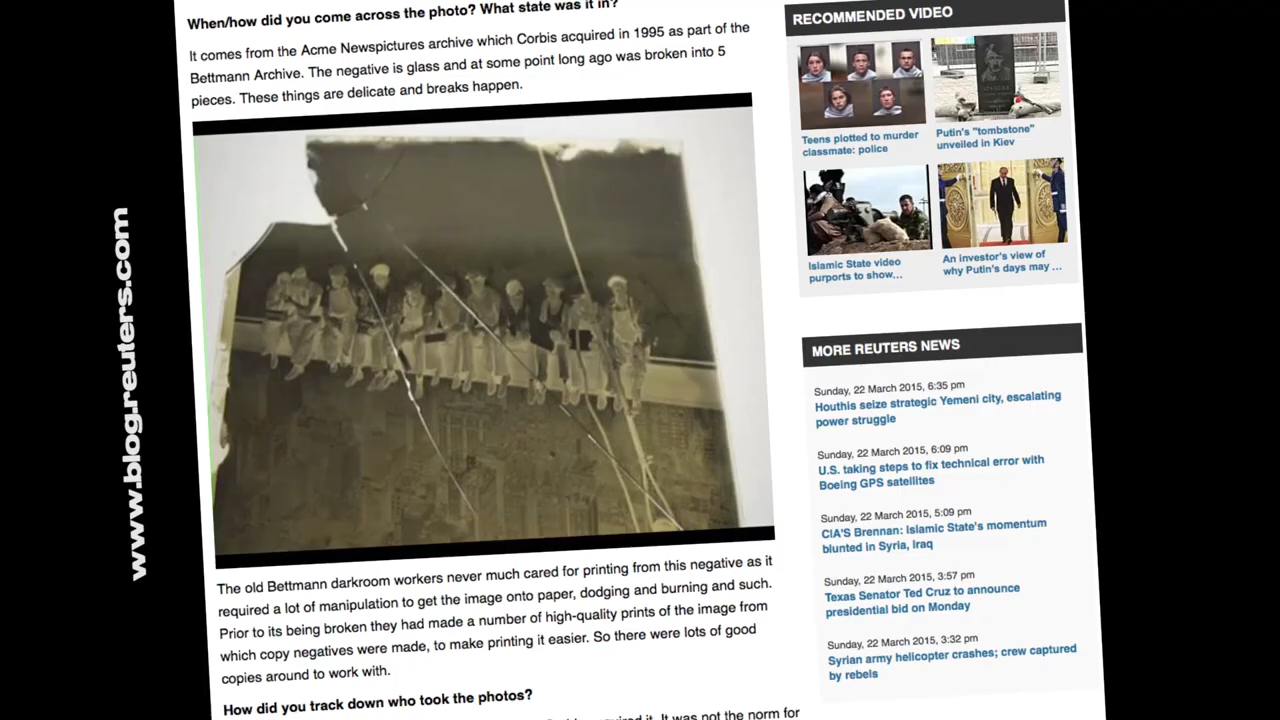 When/how did you come across the photo? What state was it in?
It comes from the Acme Newspictures archive which Corbis acquired in 1995 as part of the
Bettmann Archive. The negative is glass and at some point long ago was broken into 5
pieces. These things are delicate and breaks happen.
The old Bettmann darkroom workers never much cared for printing from this negative as it
required a lot of manipulation to get the image onto paper, dodging and burning and such.
Prior to its being broken they had made a number of high-quality prints of the image from
which copy negatives were made, to make printing it easier. So there were lots of good
copies around to work with.
How did you track down who took the photos?
It was not the norm for
RECOMMENDED VIDEO
Teens plotted to murder
classmate: police
Putin's "tombstone"
unveiled in Kiev
Islamic State video
purports to show...
An investor's view of
why Putin's days may ...
MORE REUTERS NEWS
Sunday, 22 March 2015, 6:35 pm
Houthis seize strategic Yemeni city, escalating
power struggle
Sunday, 22 March 2015, 6:09 pm
U.S. taking steps to fix technical error with
Boeing GPS satellites
Sunday, 22 March 2015, 5:09 pm
CIA'S Brennan: Islamic State's momentum
blunted in Syria, Iraq
Sunday, 22 March 2015, 3:57 pm
Texas Senator Ted Cruz to announce
presidential bid on Monday
Sunday, 22 March 2015, 3:32 pm
Syrian army helicopter crashes; crew captured
by rebels
www.blog.reuters.com